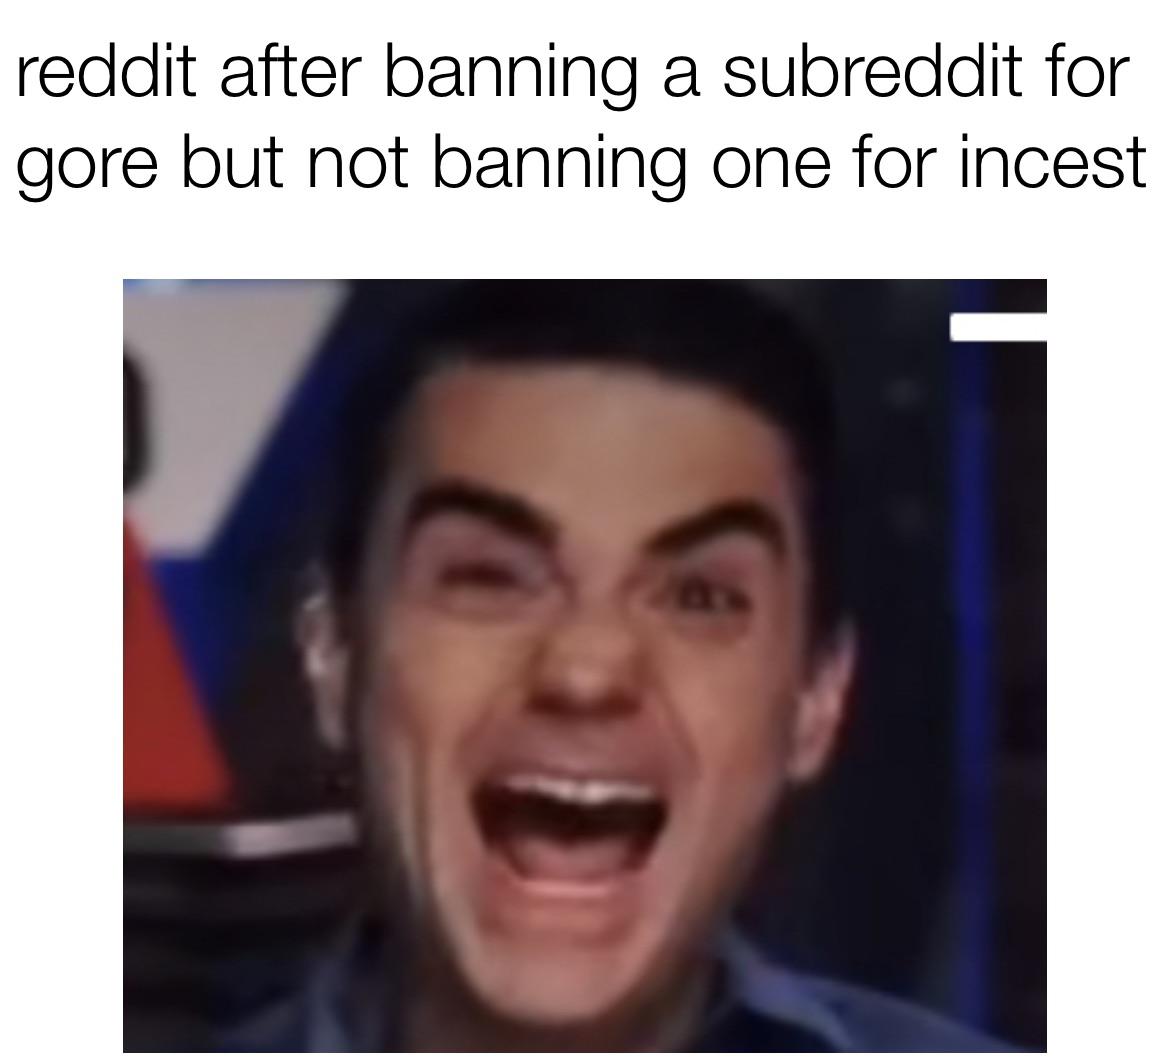 reddit after banning a subreddit for
gore but not banning one for incest